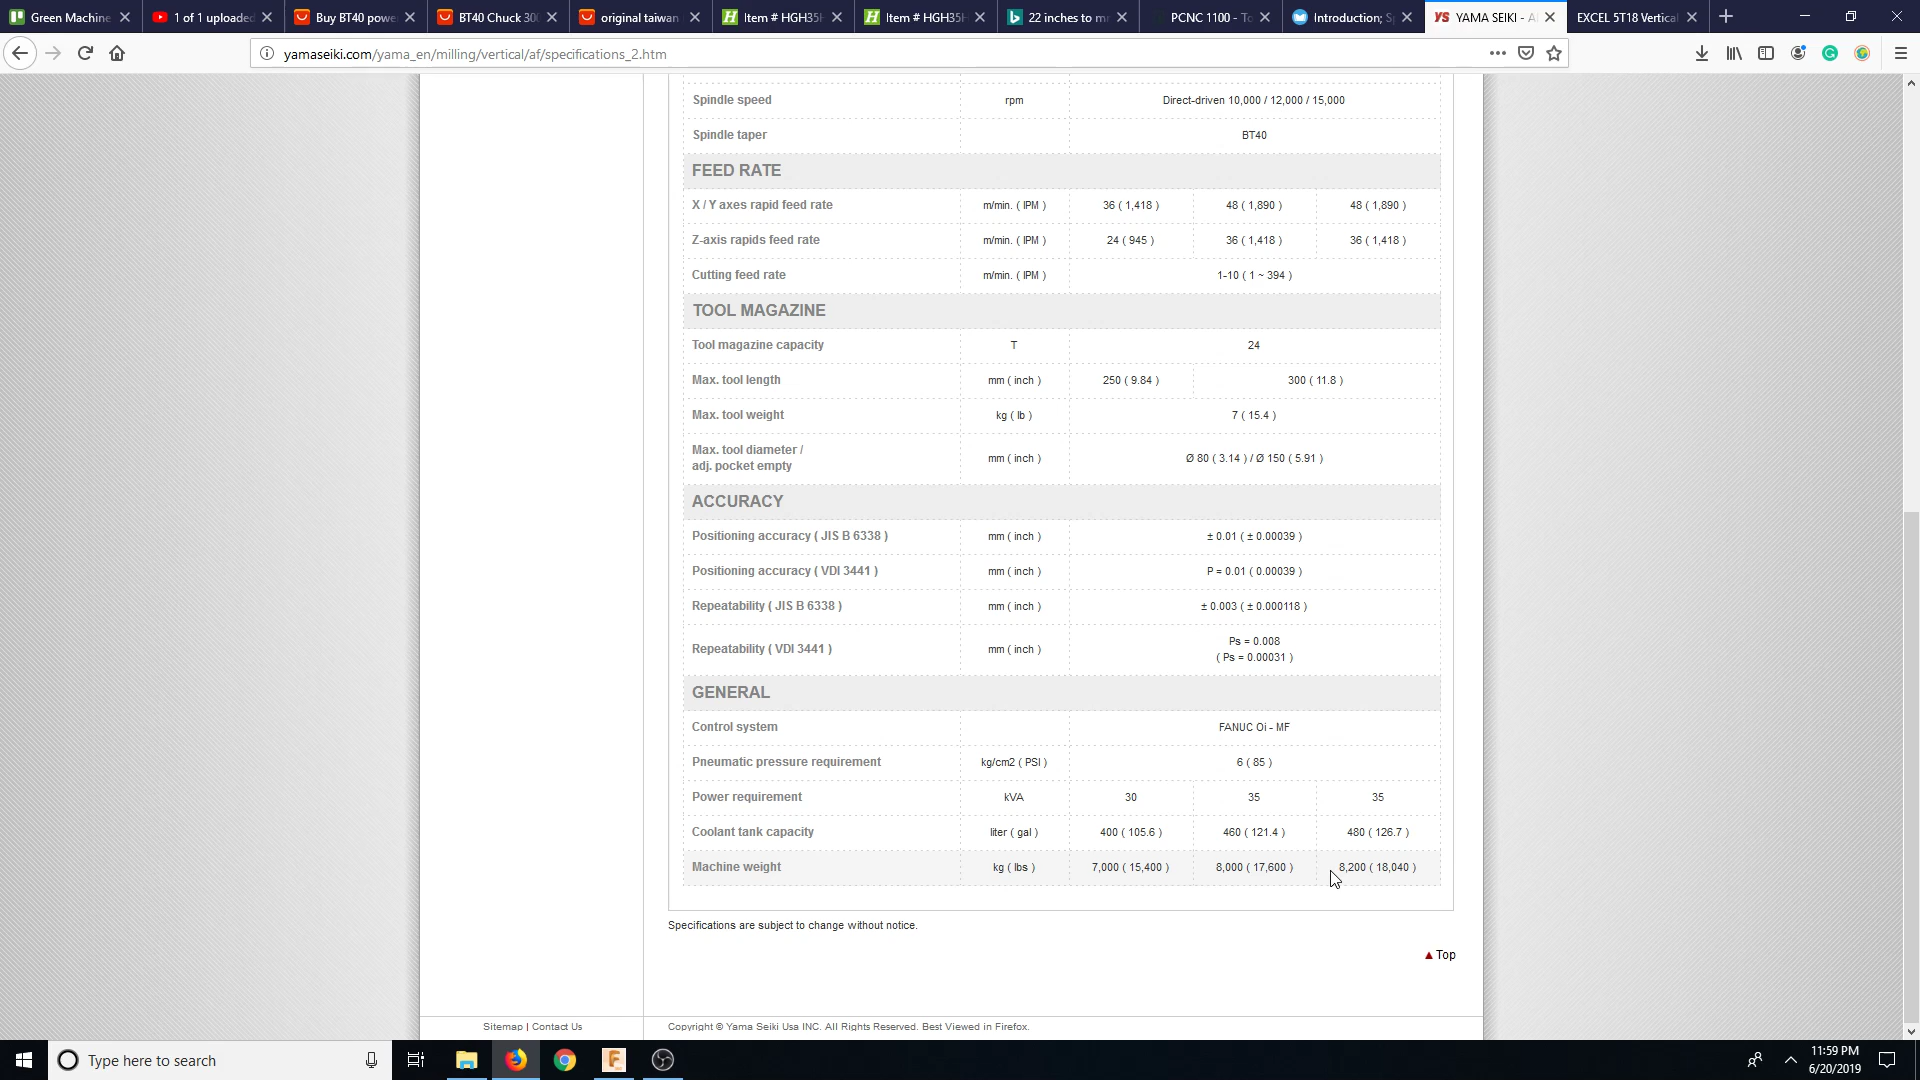 Green Machine
1 of 1 uploaded
Buy BT40 powe
BT40 Chuck 300
original taiwan
Item # HGH35H
Item # HGH35H
22 inches to mm
PCNC 1100 - To
Introduction; S
YS YAMA SEIKI - A
EXCEL 5T18 Vertical
yamaseiki.com/yama_en/milling/vertical/af/specifications_2.htm
Spindle speed rpm Direct-driven 10,000 / 12,000 / 15,000
Spindle taper BT40
FEED RATE
X / Y axes rapid feed rate m/min. ( IPM ) 36 ( 1,418 ) 48 ( 1,890 ) 48 ( 1,890 )
Z-axis rapids feed rate m/min. ( IPM ) 24 ( 945 ) 36 ( 1,418 ) 36 ( 1,418 )
Cutting feed rate m/min. ( IPM ) 1-10 ( 1 ~ 394 )
TOOL MAGAZINE
Tool magazine capacity T 24
Max. tool length mm ( inch ) 250 ( 9.84 ) 300 ( 11.8 )
Max. tool weight kg ( lb ) 7 ( 15.4 )
Max. tool diameter /
adj. pocket empty mm ( inch ) Ø 80 ( 3.14 ) / Ø 150 ( 5.91 )
ACCURACY
Positioning accuracy ( JIS B 6338 ) mm ( inch ) ± 0.01 ( ± 0.00039 )
Positioning accuracy ( VDI 3441 ) mm ( inch ) P = 0.01 ( 0.00039 )
Repeatability ( JIS B 6338 ) mm ( inch ) ± 0.003 ( ± 0.000118 )
Repeatability ( VDI 3441 ) mm ( inch ) Ps = 0.008
( Ps = 0.00031 )
GENERAL
Control system FANUC Oi - MF
Pneumatic pressure requirement kg/cm2 ( PSI ) 6 ( 85 )
Power requirement kVA 30 35 35
Coolant tank capacity liter ( gal ) 400 ( 105.6 ) 460 ( 121.4 ) 480 ( 126.7 )
Machine weight kg ( lbs ) 7,000 ( 15,400 ) 8,000 ( 17,600 ) 8,200 ( 18,040 )
Specifications are subject to change without notice.
▲ Top
Sitemap | Contact Us
Copyright © Yama Seiki Usa INC. All Rights Reserved. Best Viewed in Firefox.
Type here to search
11:59 PM
6/20/2019